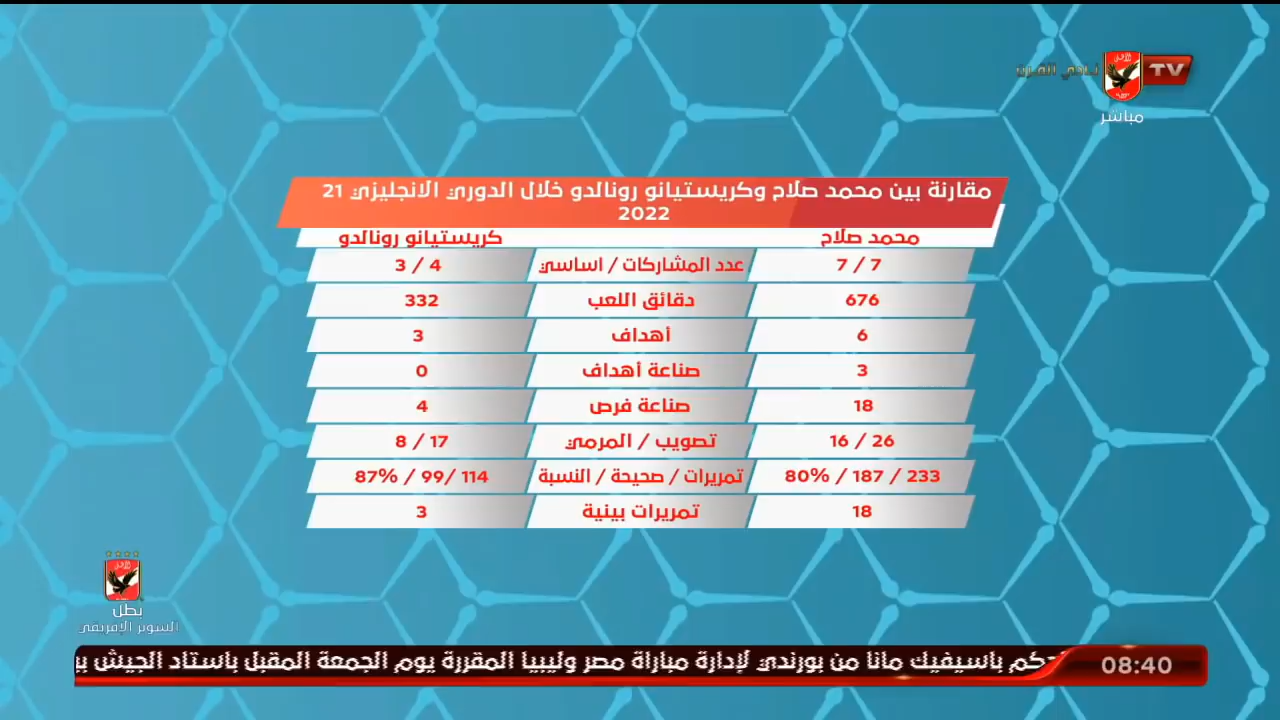 نادي القرن
TV
مباشر
مقارنة بين محمد صلاح وكريستيانو رونالدو خلال الدوري الانجليزي 21
2022
محمد صلاح كريستيانو رونالدو
7 / 7 عدد المشاركات / اساسي 3 / 4
676 دقائق اللعب 332
6 أهداف 3
3 صناعة أهداف 0
18 صناعة فرص 4
16 / 26 تصويب / المرمي 8 / 17
80% / 187 / 233 تمريرات / صحيحة / النسبة 87% / 99/ 114
18 تمريرات بينية 3
بطل
السوبر الإفريقي
08:40 حكم باسيفيك مانا من بورندي لإدارة مباراة مصر وليبيا المقررة يوم الجمعة المقبل باستاد الجيش